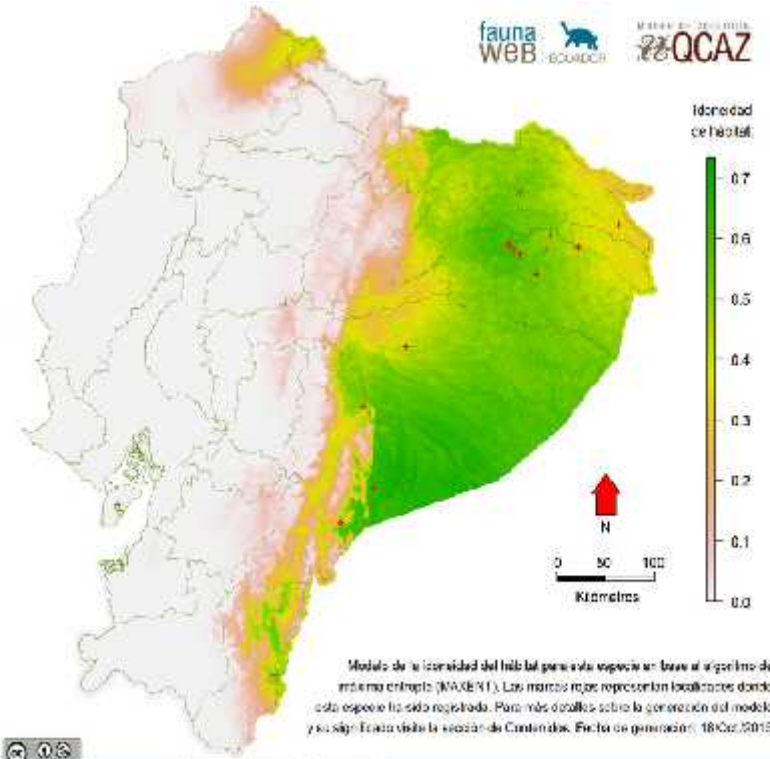 fauna
WEB
ECUADOR
QCAZ
Idoneidad
de hábitat
0.7
0.6
0.5
0.4
0.3
0.2
0.1
0.0
N
0 50 100
Kilómetros
Modelo de la idoneidad del hábitat para esta especie en base al algoritmo de
máxima entropía (MAXENT). Las marcas rojas representan localidades donde
esta especie ha sido registrada. Para más detalles sobre la generación del modelo
y su significado visite la sección de Contenidos. Fecha de generación: 18/Oct/2015